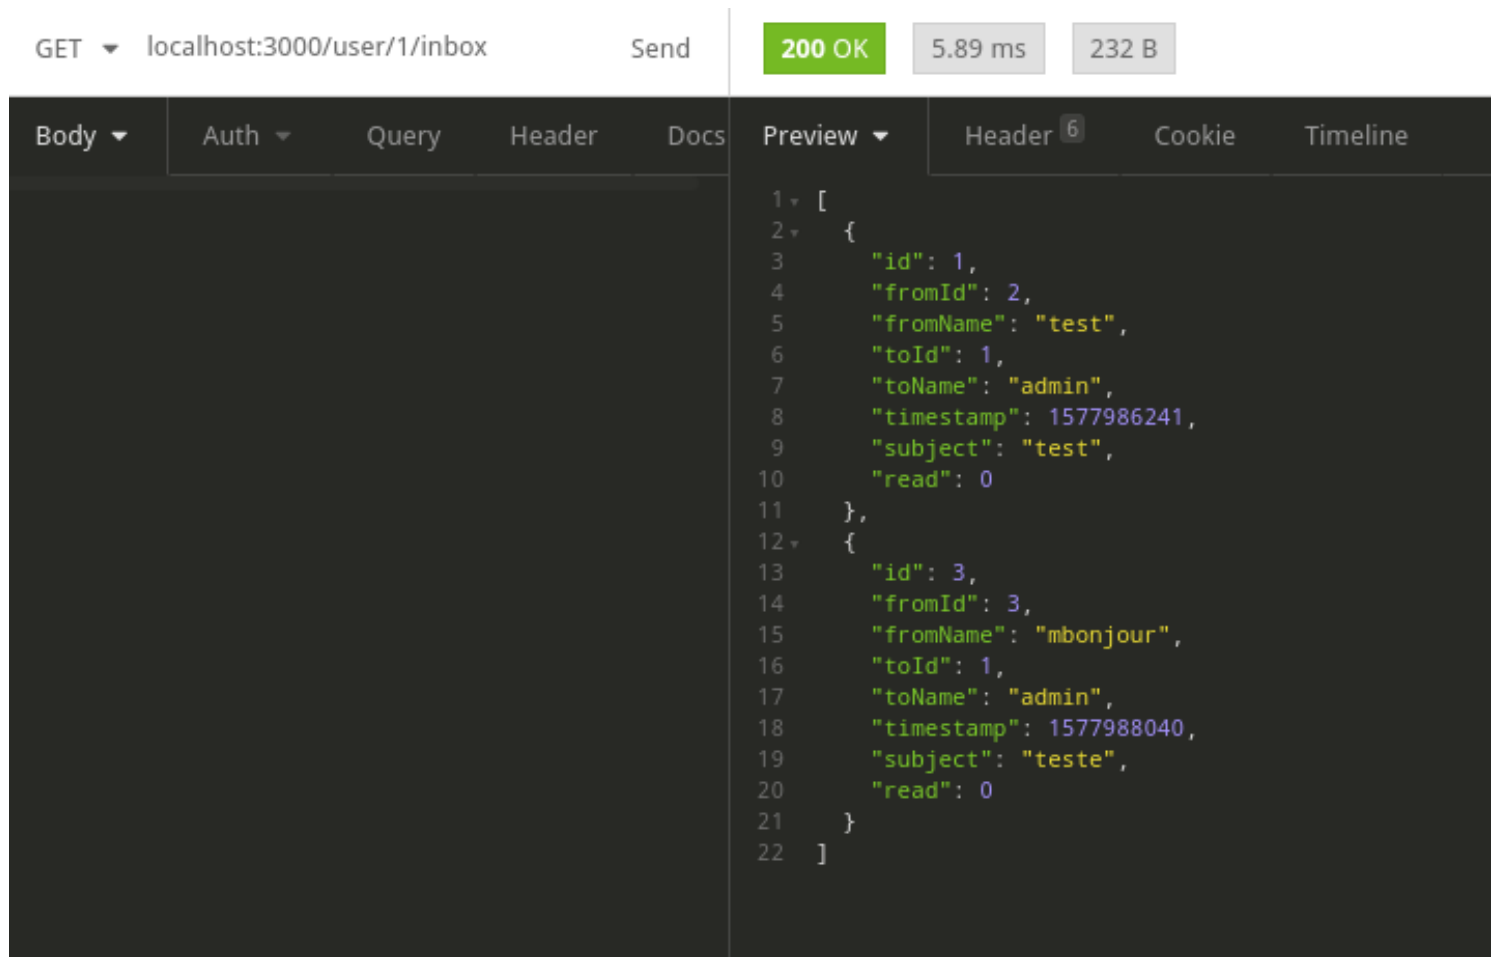 GET localhost:3000/user/1/inbox Send 200 OK 5.89 ms 232 B
Body Auth Query Header Docs Preview Header 6 Cookie Timeline
1 [
2 {
3 "id": 1,
4 "fromId": 2,
5 "fromName": "test",
6 "toId": 1,
7 "toName": "admin",
8 "timestamp": 1577986241,
9 "subject": "test",
10 "read": 0
11 },
12 {
13 "id": 3,
14 "fromId": 3,
15 "fromName": "mbonjour",
16 "toId": 1,
17 "toName": "admin",
18 "timestamp": 1577988040,
19 "subject": "teste",
20 "read": 0
21 }
22 ]